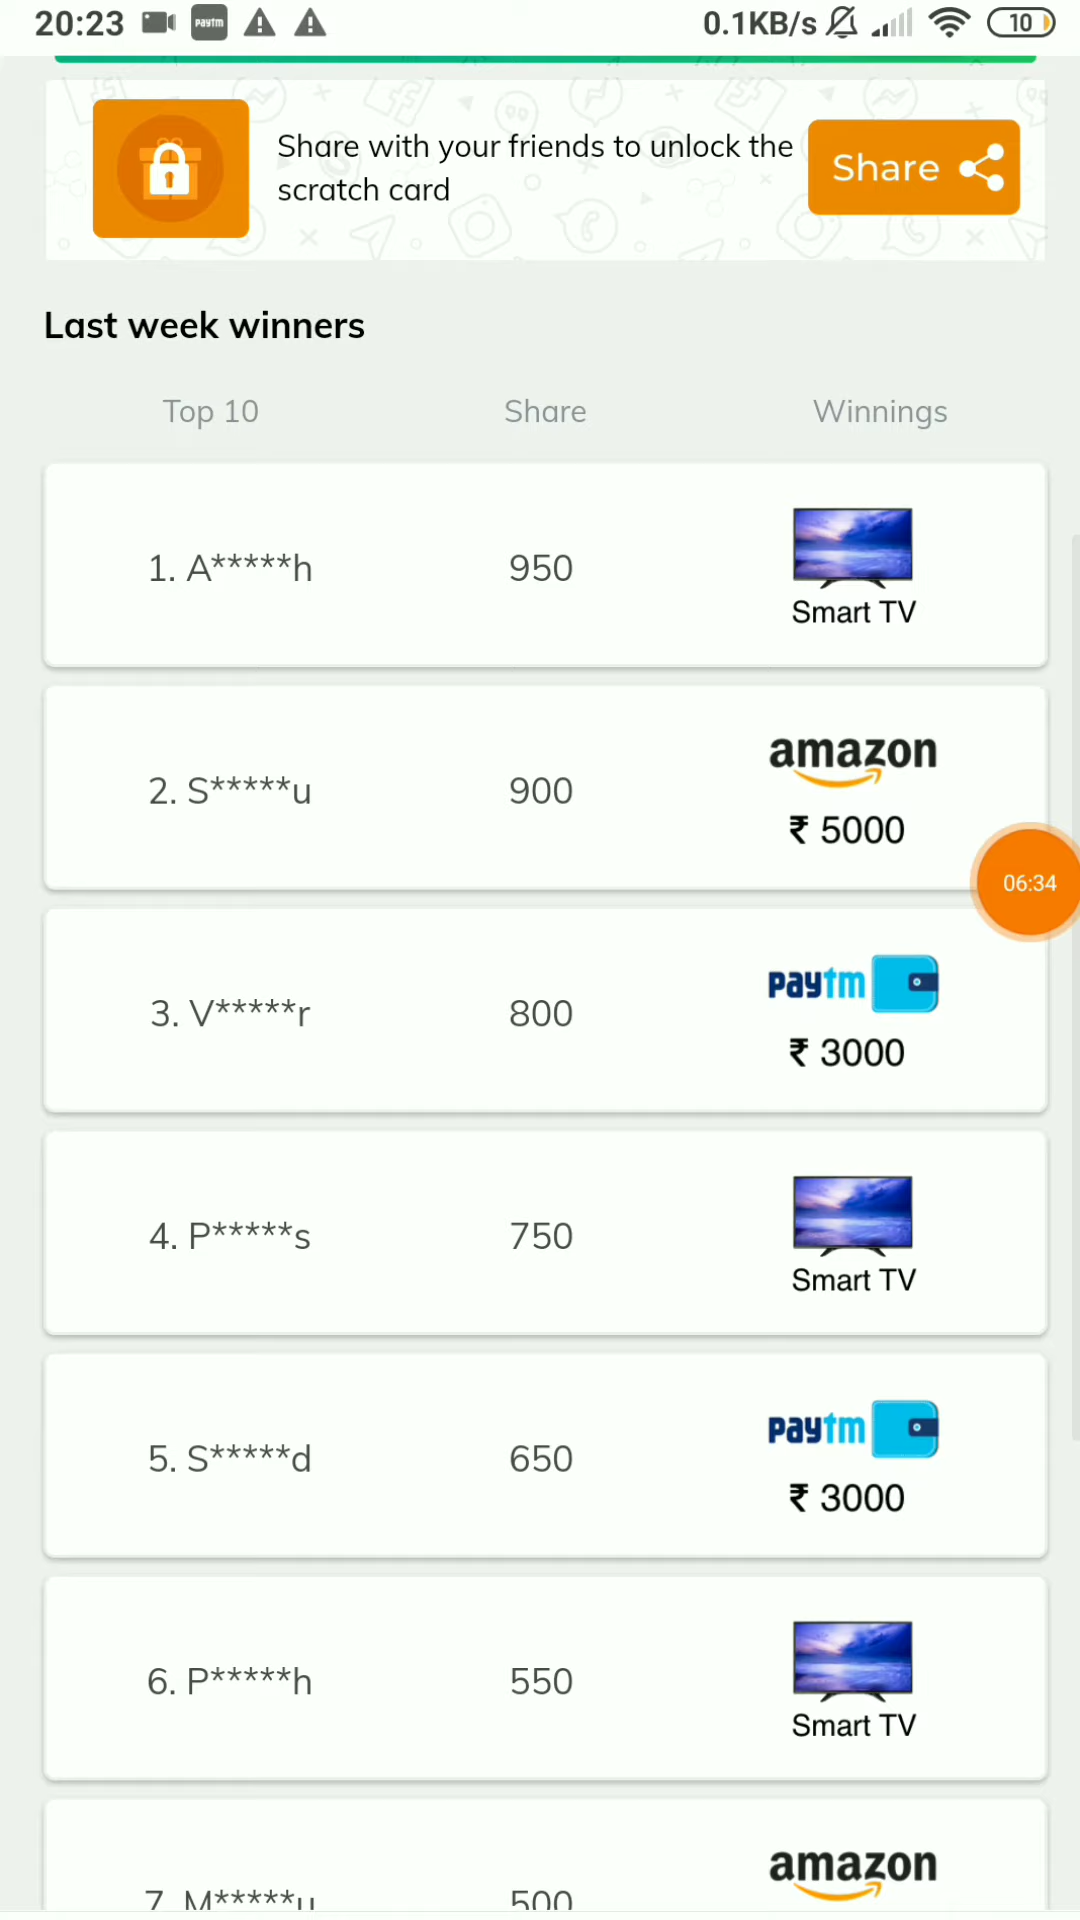 20:23 paytm 0.1KB/s 10
Share with your friends to unlock the
scratch card
Share
Last week winners
Top 10 Share Winnings
1. A*****h 950 Smart TV
2. S*****u 900 amazon
₹ 5000
06:34
3. V*****r 800 paytm
₹ 3000
4. P*****s 750 Smart TV
5. S*****d 650 paytm
₹ 3000
6. P*****h 550 Smart TV
amazon
7. M*****u 500